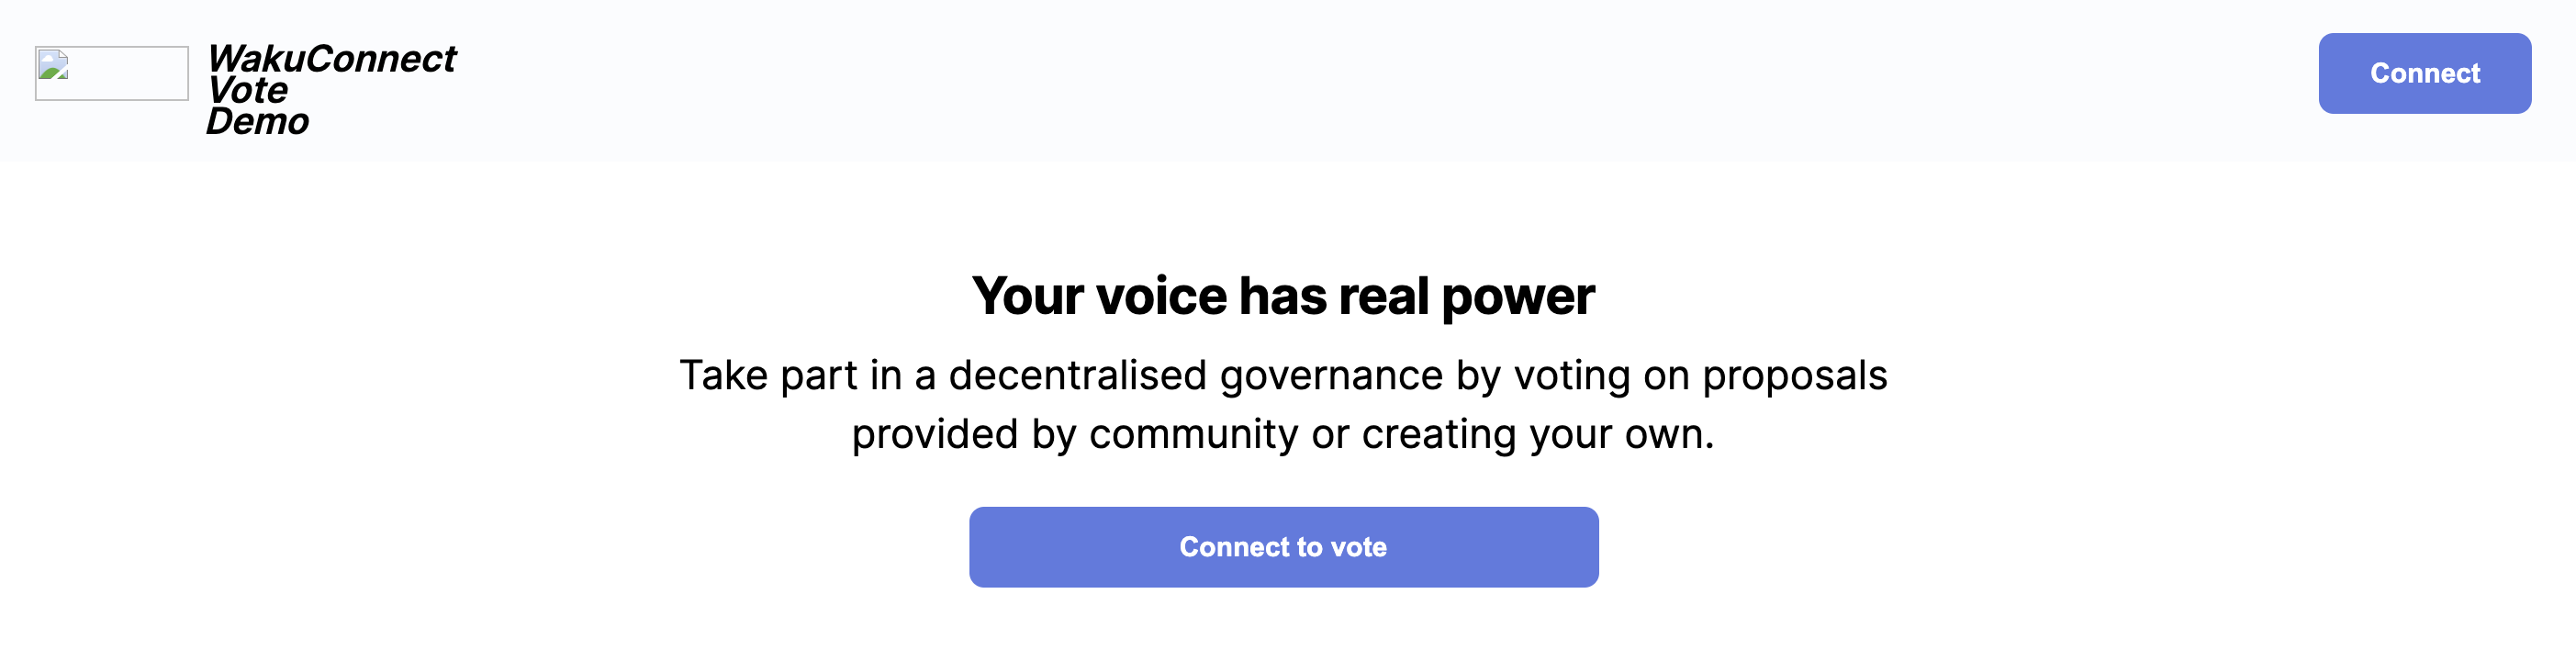 WakuConnect
Vote
Demo
Connect
Your voice has real power
Take part in a decentralised governance by voting on proposals
provided by community or creating your own.
Connect to vote